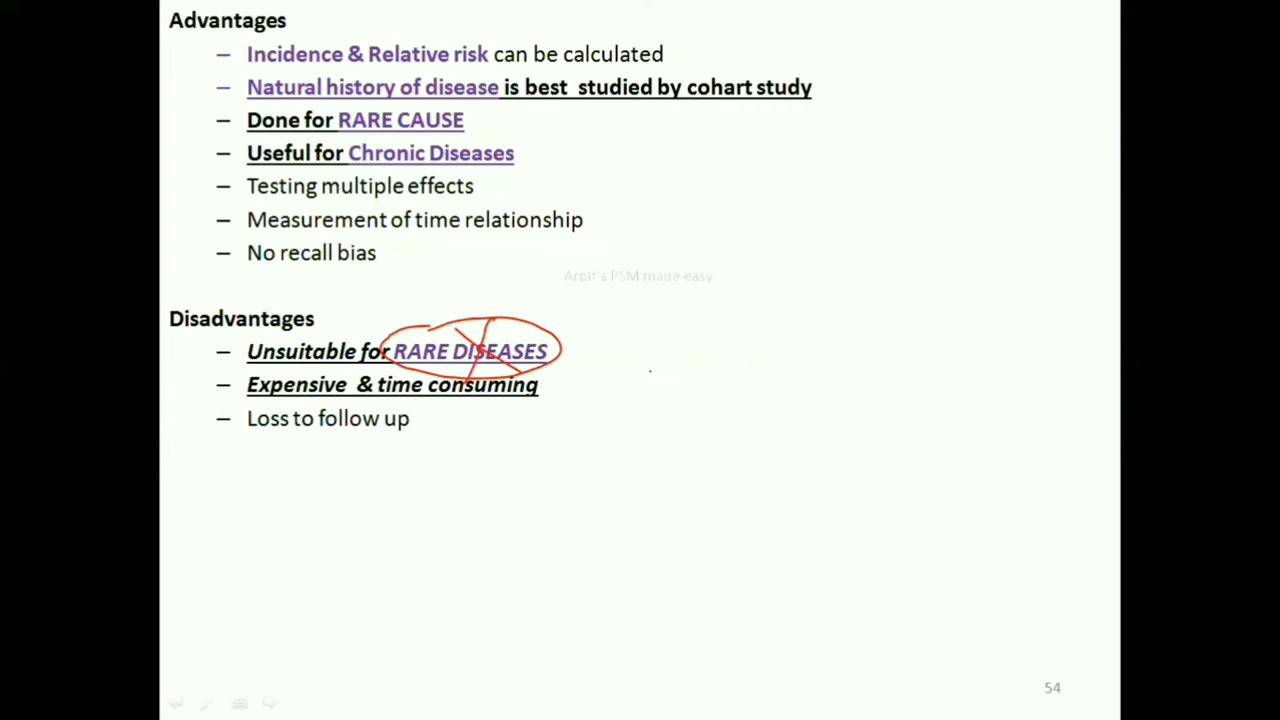 Advantages
– Incidence & Relative risk can be calculated
– Natural history of disease is best studied by cohart study
– Done for RARE CAUSE
– Useful for Chronic Diseases
– Testing multiple effects
– Measurement of time relationship
– No recall bias
Arpit's PSM made-easy
Disadvantages
– Unsuitable for RARE DISEASES
– Expensive & time consuming
– Loss to follow up
54